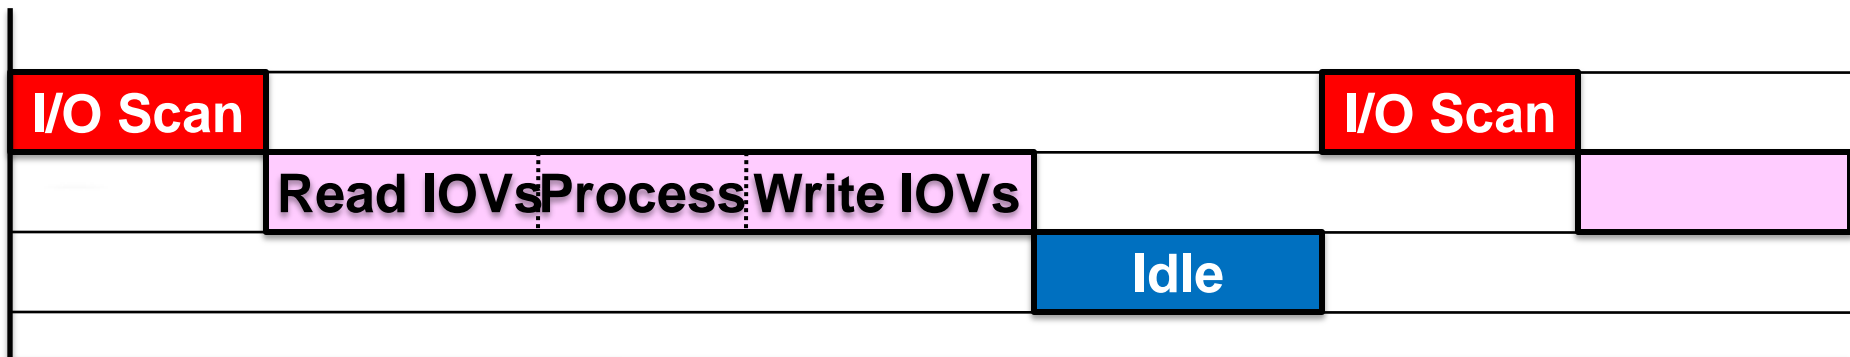 I/O Scan
I/O Scan
Read IOVs Process Write IOVs
Idle